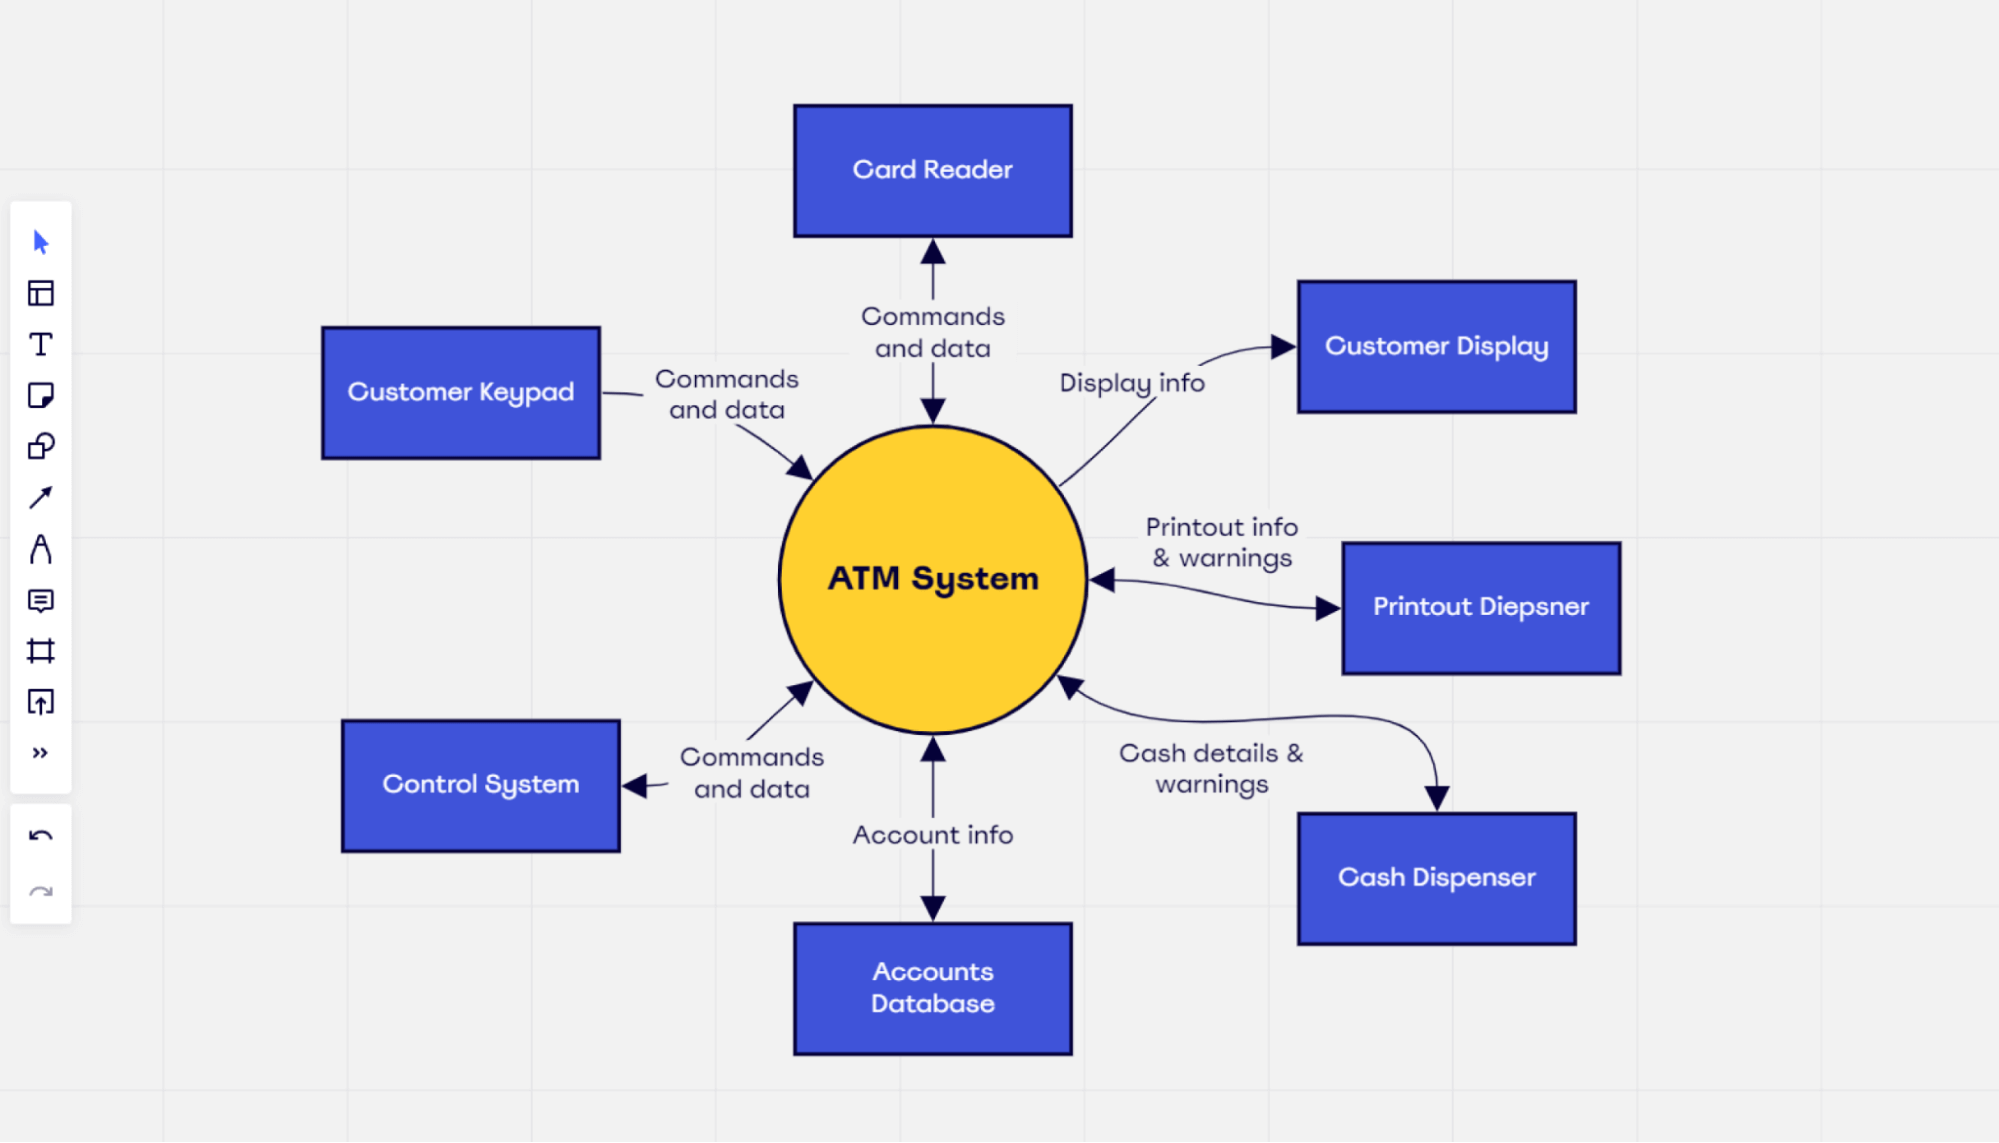 Card Reader
Commands
and data
Customer Display
Display info
Customer Keypad
Commands
and data
ATM System
Printout info
& warnings
Printout Diepsner
Control System
Commands
and data
Cash details &
warnings
Account info
Cash Dispenser
Accounts
Database